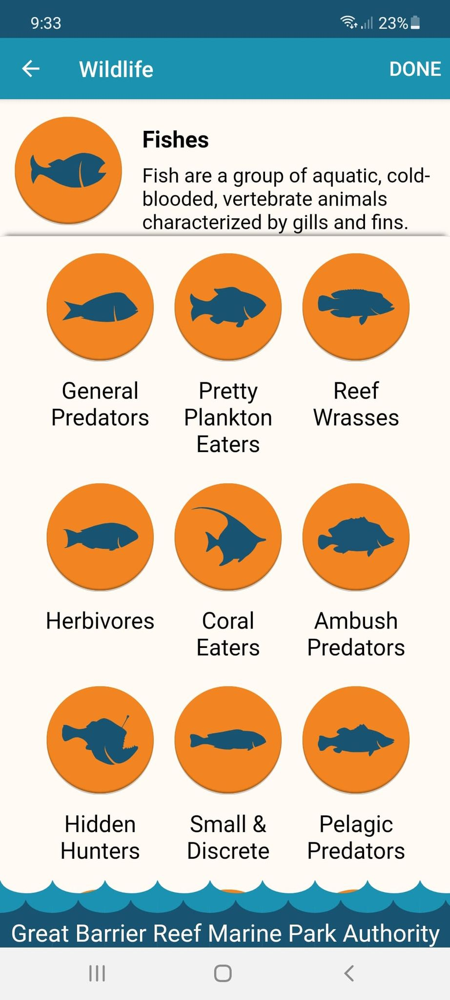 9:33
23%
Wildlife
DONE
Fishes
Fish are a group of aquatic, cold-
blooded, vertebrate animals
characterized by gills and fins.
General
Predators
Pretty
Plankton
Eaters
Reef
Wrasses
Herbivores
Coral
Eaters
Ambush
Predators
Hidden
Hunters
Small &
Discrete
Pelagic
Predators
Great Barrier Reef Marine Park Authority